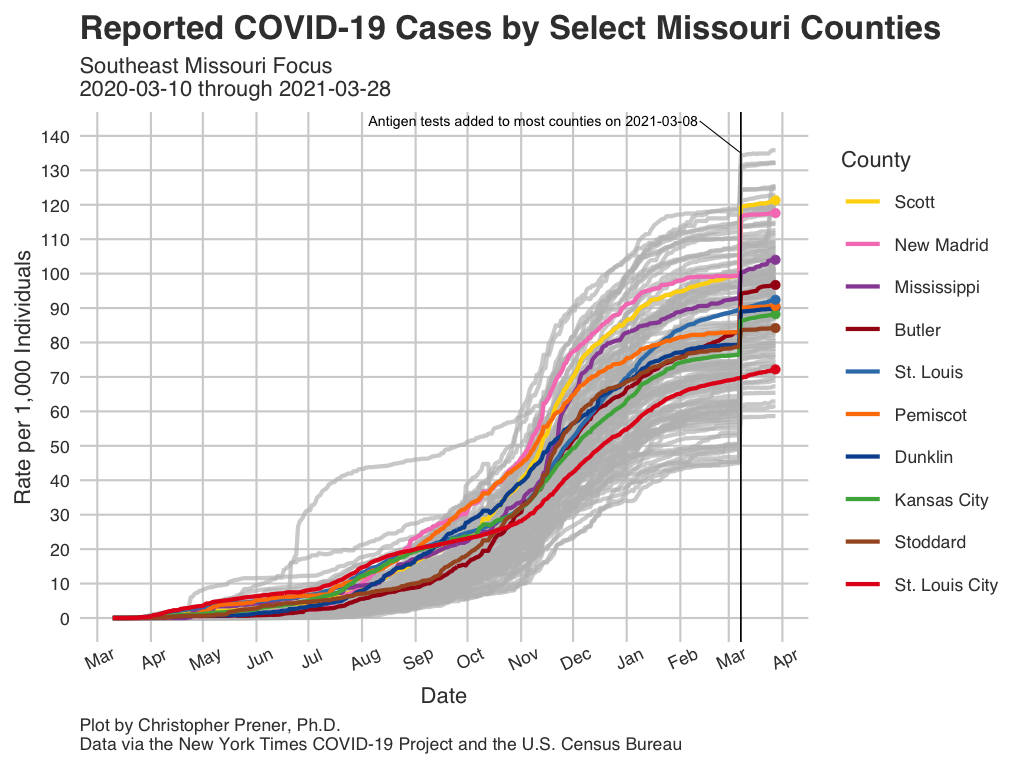 Reported COVID-19 Cases by Select Missouri Counties
Southeast Missouri Focus
2020-03-10 through 2021-03-28
Antigen tests added to most counties on 2021-03-08
Rate per 1,000 Individuals
140
130
120
110
100
90
80
70
60
50
40
30
20
10
0
Mar Apr May Jun Jul Aug Sep Oct Nov Dec Jan Feb Mar Apr
Date
County
Scott
New Madrid
Mississippi
Butler
St. Louis
Pemiscot
Dunklin
Kansas City
Stoddard
St. Louis City
Plot by Christopher Prener, Ph.D.
Data via the New York Times COVID-19 Project and the U.S. Census Bureau